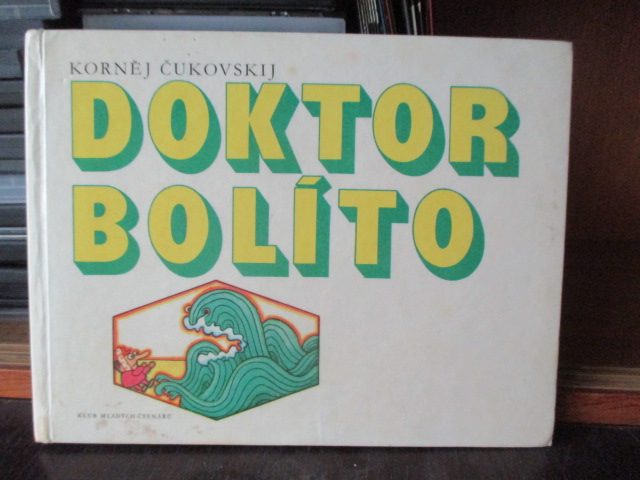 KORNĚJ ČUKOVSKIJ
DOKTOR
BOLÍTO
KLUB MLADÝCH ČTENÁŘŮ